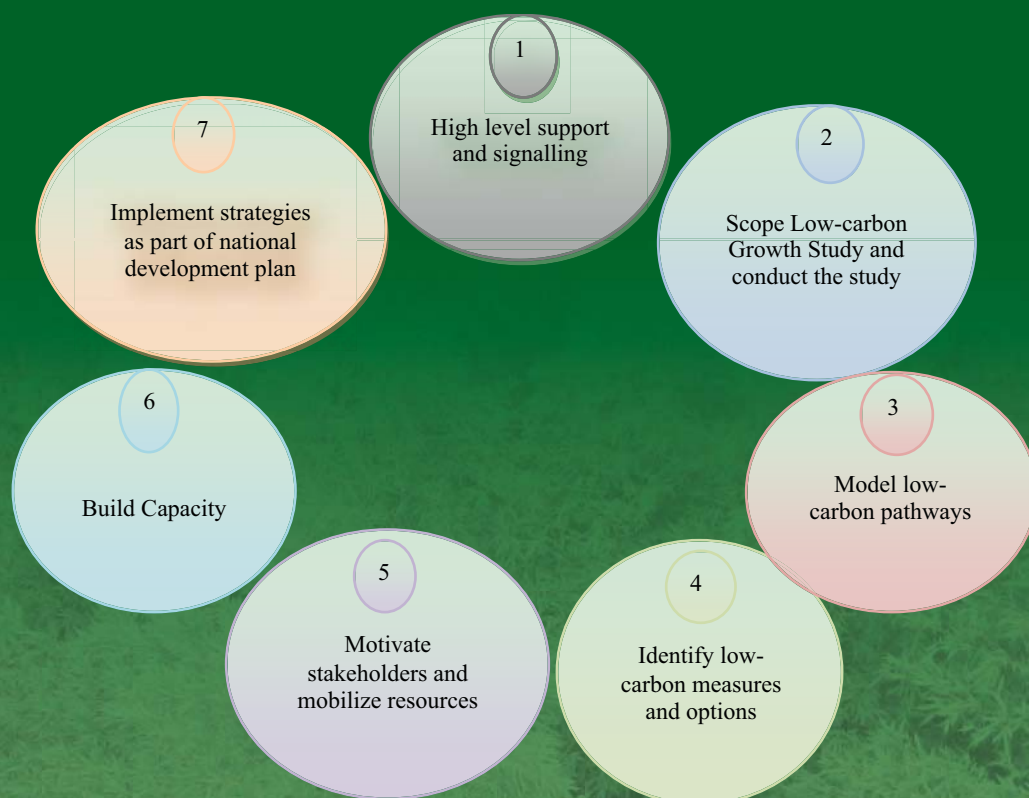 1
High level support
and signalling
2
Scope Low-carbon
Growth Study and
conduct the study
3
Model low-
carbon pathways
4
Identify low-
carbon measures
and options
5
Motivate
stakeholders and
mobilize resources
6
Build Capacity
7
Implement strategies
as part of national
development plan